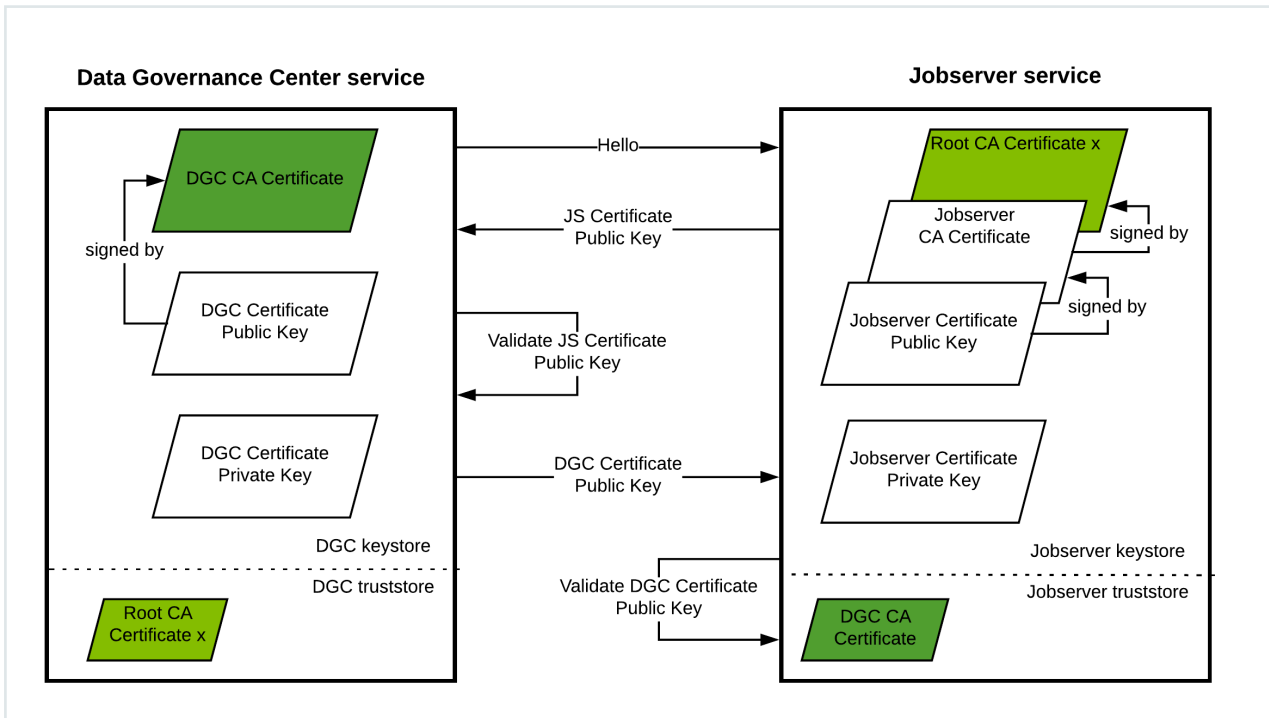 Data Governance Center service
DGC CA Certificate
signed by
DGC Certificate
Public Key
DGC Certificate
Private Key
DGC keystore
DGC truststore
Root CA
Certificate x
Hello
JS Certificate
Public Key
Validate JS Certificate
Public Key
DGC Certificate
Public Key
Validate DGC Certificate
Public Key
Jobserver service
Root CA Certificate x
Jobserver
CA Certificate
signed by
Jobserver Certificate
Public Key
signed by
Jobserver Certificate
Private Key
Jobserver keystore
Jobserver truststore
DGC CA
Certificate